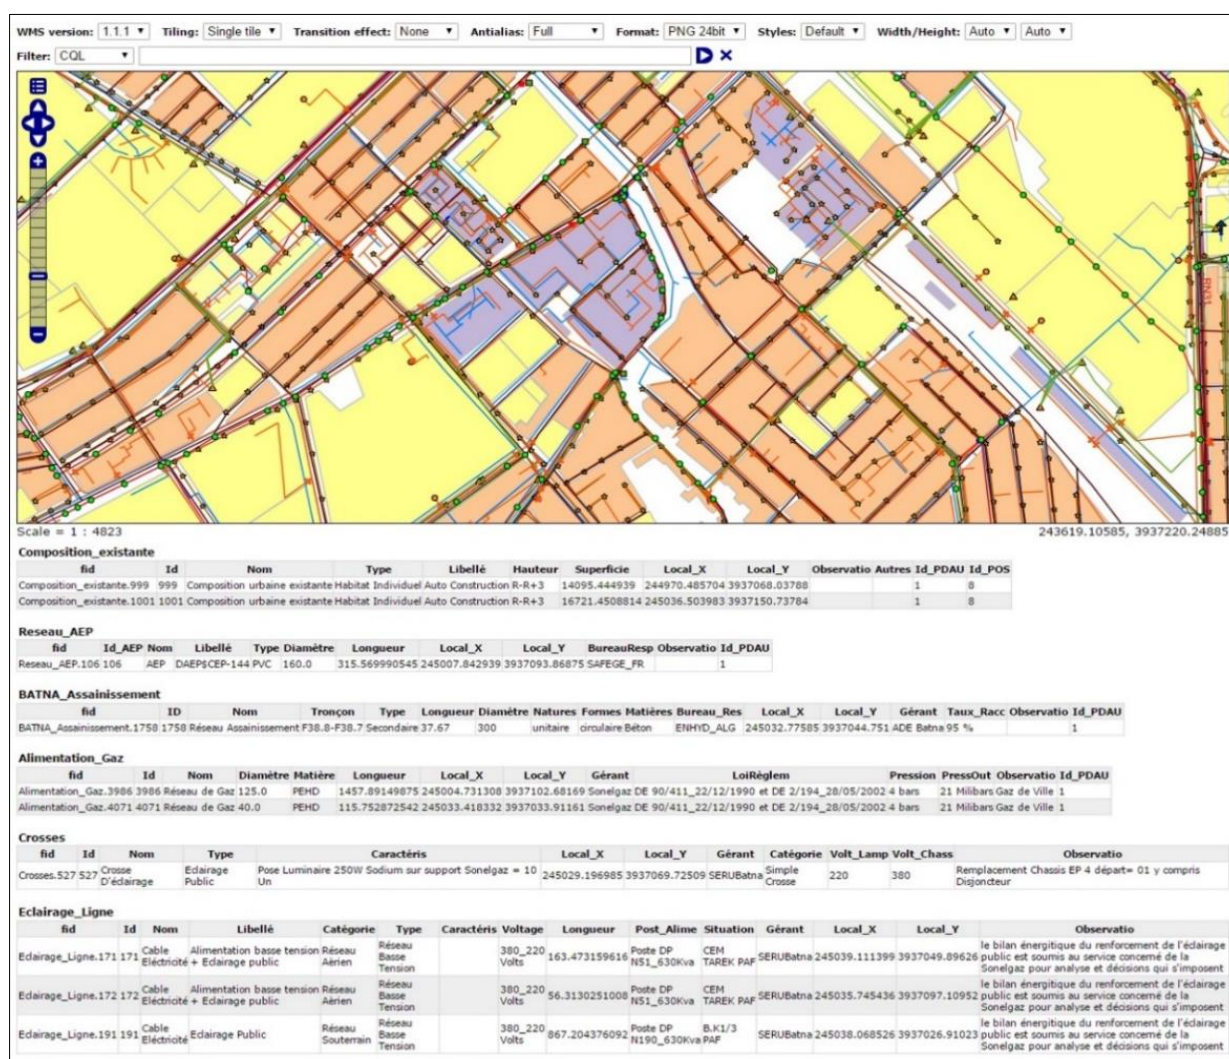 WMS version: 1.1.1 Tiling: Single tile Transition effect: None Antialias: Full Format: PNG 24bit Styles: Default Width/Height: Auto Auto
Filter: CQL
RN31
Scale = 1 : 4823 243619.10585, 3937220.24885
Composition_existante
fid Id Nom Type Libellé Hauteur Superficie Local_X Local_Y Observatio Autres Id_PDAU Id_POS
Composition_existante.999 999 Composition urbaine existante Habitat Individuel Auto Construction R-R+3 14095.444939 244970.485704 3937068.03788 1 8
Composition_existante.1001 1001 Composition urbaine existante Habitat Individuel Auto Construction R-R+3 16721.4508814 245036.503983 3937150.73784 1 8
Reseau_AEP
fid Id_AEP Nom Libellé Type Diamètre Longueur Local_X Local_Y BureauResp Observatio Id_PDAU
Reseau_AEP.106 106 AEP DAEP$CEP-144 PVC 160.0 315.569990545 245007.842939 3937093.86875 SAFEGE_FR 1
BATNA_Assainissement
fid ID Nom Tronçon Type Longueur Diamètre Natures Formes Matières Bureau_Res Local_X Local_Y Gérant Taux_Racc Observatio Id_PDAU
BATNA_Assainissement.1758 1758 Réseau Assainissement F38.8-F38.7 Secondaire 37.67 300 unitaire circulaire Béton ENHYD_ALG 245032.77585 3937044.751 ADE Batna 95 % 1
Alimentation_Gaz
fid Id Nom Diamètre Matière Longueur Local_X Local_Y Gérant LoiRèglem Pression PressOut Observatio Id_PDAU
Alimentation_Gaz.3986 3986 Réseau de Gaz 125.0 PEHD 1457.89149875 245004.731308 3937102.68169 Sonelgaz DE 90/411_22/12/1990 et DE 2/194_28/05/2002 4 bars 21 Milibars Gaz de Ville 1
Alimentation_Gaz.4071 4071 Réseau de Gaz 40.0 PEHD 115.752872542 245033.418332 3937033.91161 Sonelgaz DE 90/411_22/12/1990 et DE 2/194_28/05/2002 4 bars 21 Milibars Gaz de Ville 1
Crosses
fid Id Nom Type Caractéris Local_X Local_Y Gérant Catégorie Volt_Lamp Volt_Chass Observatio
Crosses.527 527 Crosse D'éclairage Eclairage Public Pose Luminaire 250W Sodium sur support Sonelgaz = 10 Un 245029.196985 3937069.72509 SERUBatna Simple Crosse 220 380 Remplacement Chassis EP 4 départ= 01 y compris Disjoncteur
Eclairage_Ligne
fid Id Nom Libellé Catégorie Type Caractéris Voltage Longueur Post_Alime Situation Gérant Local_X Local_Y Observatio
Eclairage_Ligne.171 171 Cable Eléctricité Alimentation basse tension + Eclairage public Réseau Aérien Réseau Basse Tension 380_220 Volts 163.473159616 Poste DP N51_630Kva CEM TAREK PAF SERUBatna 245039.111399 3937049.89626 le bilan énergitique du renforcement de l'éclairage public est soumis au service concerné de la Sonelgaz pour analyse et décisions qui s'imposent
Eclairage_Ligne.172 172 Cable Eléctricité Alimentation basse tension + Eclairage public Réseau Aérien Réseau Basse Tension 380_220 Volts 56.3130251008 Poste DP N51_630Kva CEM TAREK PAF SERUBatna 245035.745436 3937097.10952 le bilan énergitique du renforcement de l'éclairage public est soumis au service concerné de la Sonelgaz pour analyse et décisions qui s'imposent
Eclairage_Ligne.191 191 Cable Eléctricité Eclairage Public Réseau Souterrain Réseau Basse Tension 380_220 Volts 867.204376092 Poste DP N190_630Kva B.K1/3 PAF SERUBatna 245038.068526 3937026.91023 le bilan énergitique du renforcement de l'éclairage public est soumis au service concerné de la Sonelgaz pour analyse et décisions qui s'imposent